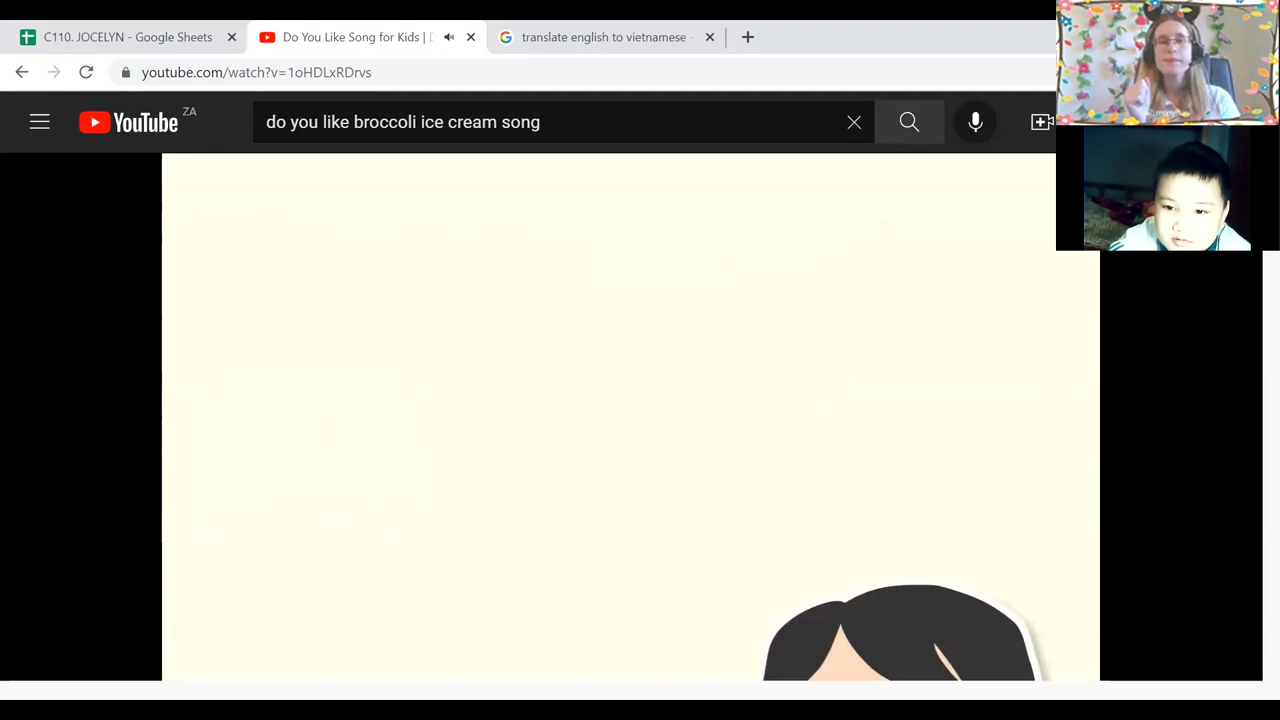 C110. JOCELYN - Google Sheets
Do You Like Song for Kids |
translate english to vietnamese -
youtube.com/watch?v=1oHDLxRDrvs
YouTube ZA
do you like broccoli ice cream song